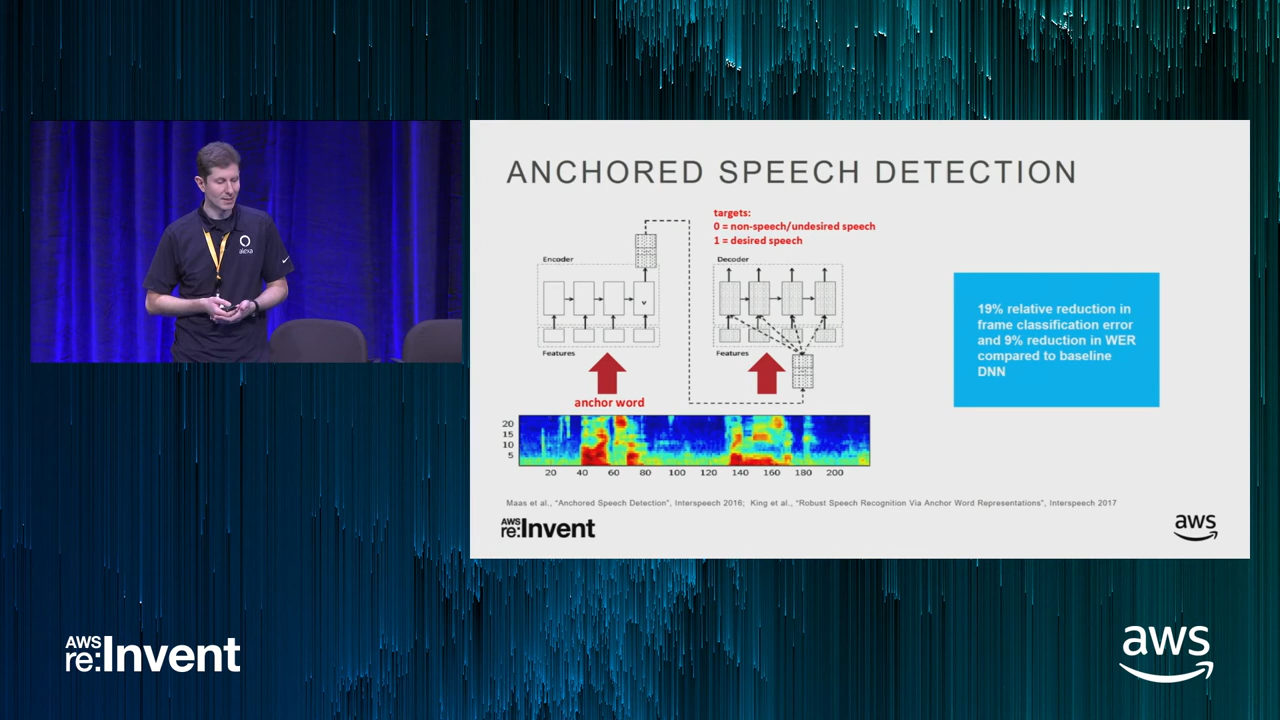 ANCHORED SPEECH DETECTION
targets:
0 = non-speech/undesired speech
1 = desired speech
Encoder
Decoder
v
Features
Features
anchor word
19% relative reduction in
frame classification error
and 9% reduction in WER
compared to baseline
DNN
20
15
10
5
20 40 60 80 100 120 140 160 180 200
Maas et al., "Anchored Speech Detection", Interspeech 2016; King et al., "Robust Speech Recognition Via Anchor Word Representations", Interspeech 2017
AWS
re:Invent
aws
alexa
AWS
re:Invent
aws